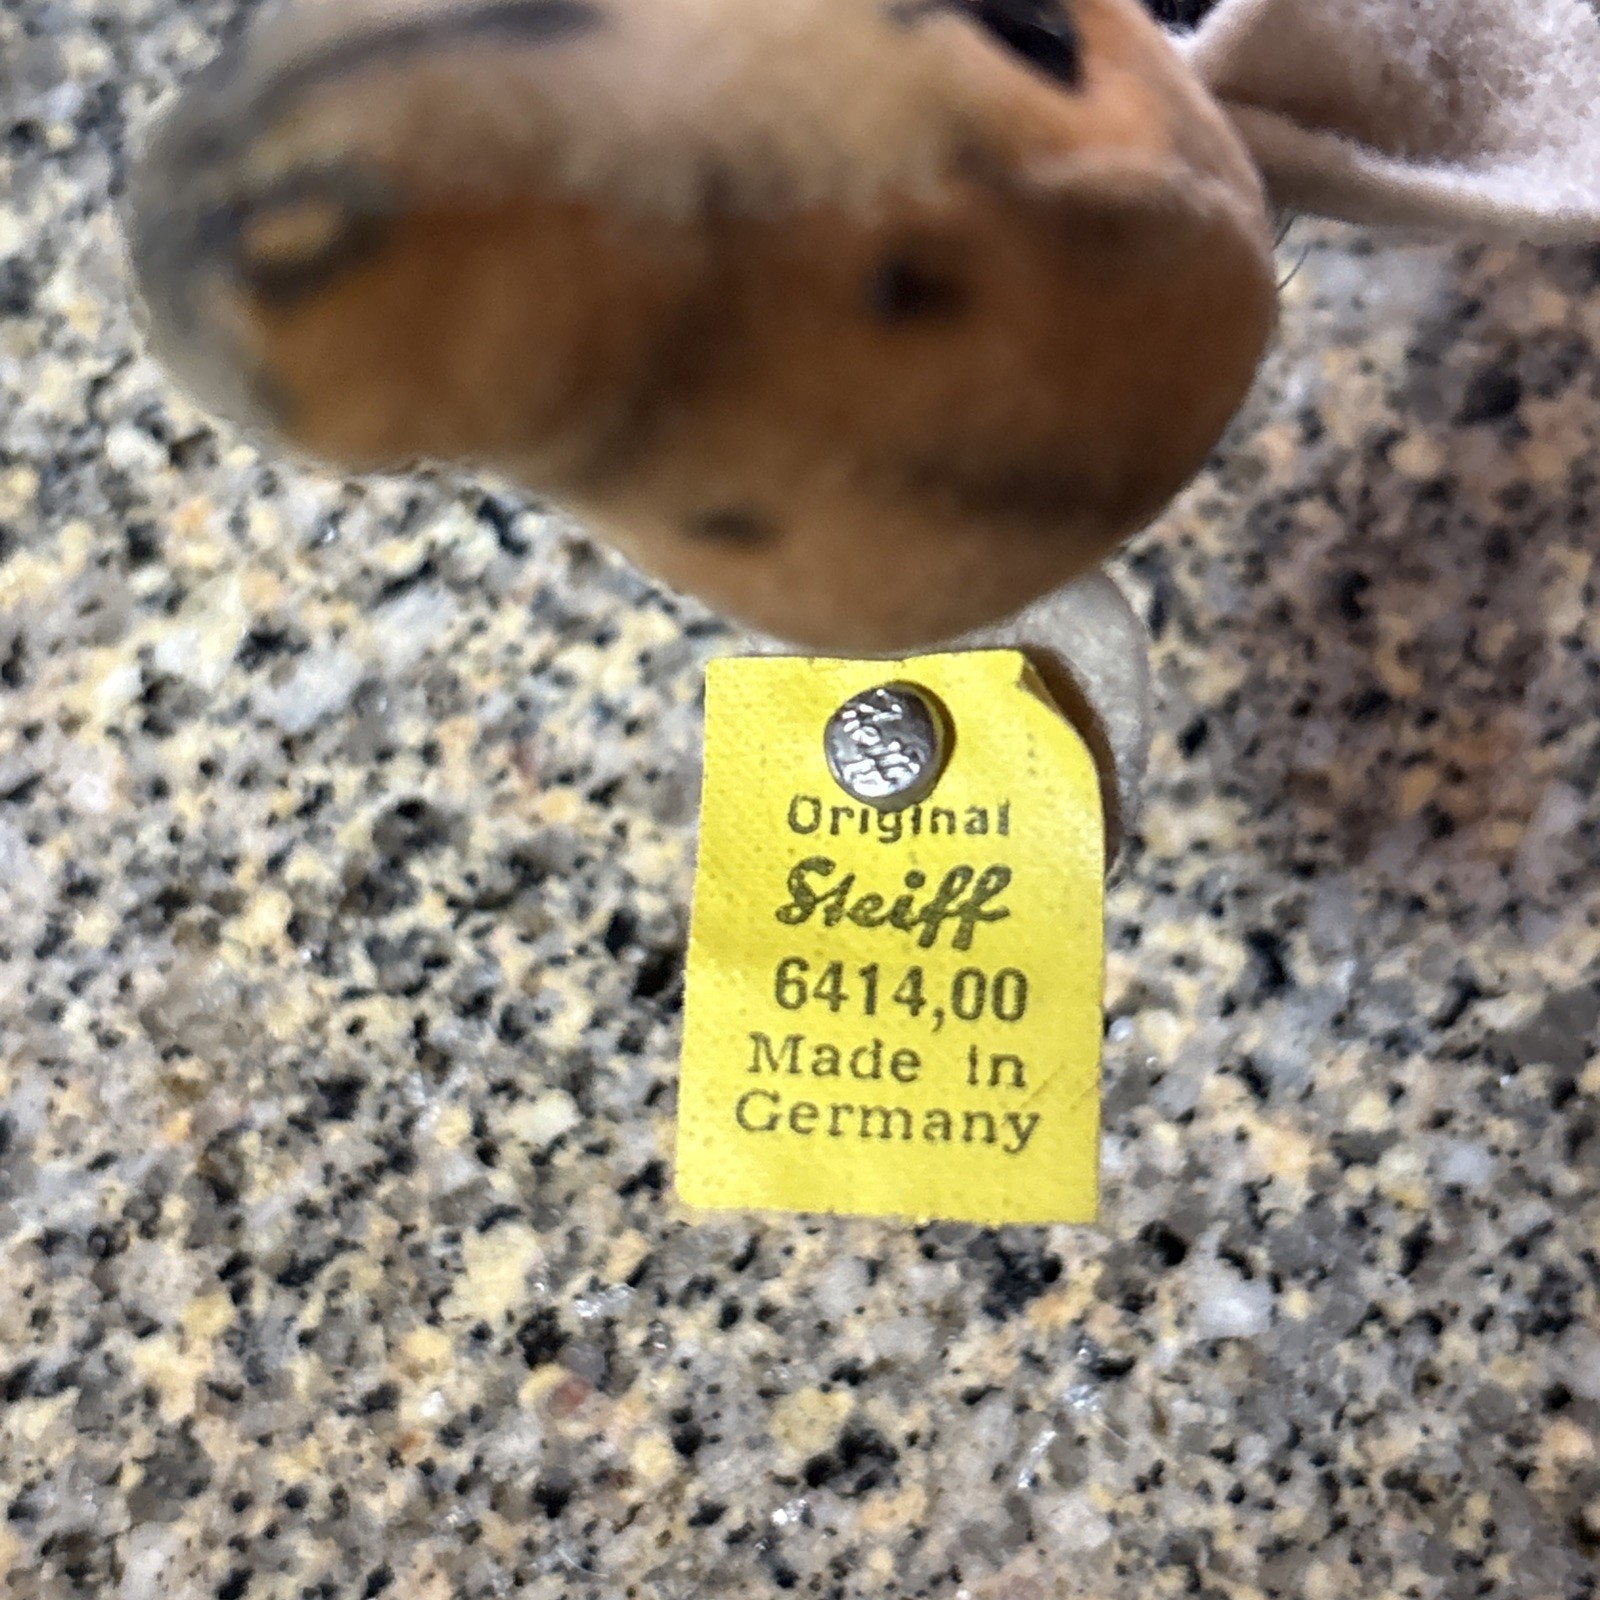 Original
Steiff
6414,00
Made in
Germany